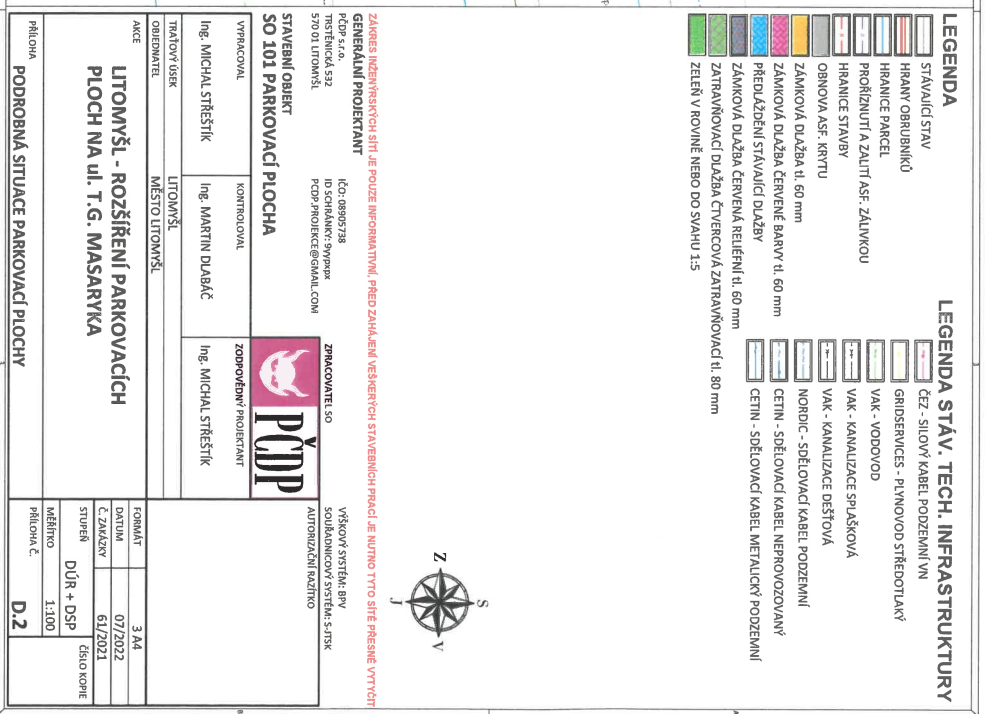 LEGENDA
STÁVAJÍCÍ STAV
HRANY OBRUBNÍKŮ
HRANICE PARCEL
PROŘÍZNUTÍ A ZALITÍ ASF. ZÁLIVKOU
HRANICE STAVBY
OBNOVA ASF. KRYTU
ZÁMKOVÁ DLAŽBA tl. 60 mm
ZÁMKOVÁ DLAŽBA ČERVENÉ BARVY tl. 60 mm
PŘEDLÁŽDĚNÍ STÁVAJÍCÍ DLAŽBY
ZÁMKOVÁ DLAŽBA ČERVENÁ RELIÉFNÍ tl. 60 mm
ZATRAVŇOVACÍ DLAŽBA ČTVERCOVÁ ZATRAVŇOVACÍ tl. 80 mm
ZELEŇ V ROVINĚ NEBO DO SVAHU 1:5
LEGENDA STÁV. TECH. INFRASTRUKTURY
ČEZ - SILOVÝ KABEL PODZEMNÍ VN
GRIDSERVICES - PLYNOVOD STŘEDOTLAKÝ
VAK - VODOVOD
VAK - KANALIZACE SPLAŠKOVÁ
VAK - KANALIZACE DEŠŤOVÁ
NORDIC - SDĚLOVACÍ KABEL PODZEMNÍ
CETIN - SDĚLOVACÍ KABEL NEPROVOZOVANÝ
CETIN - SDĚLOVACÍ KABEL METALICKÝ PODZEMNÍ
S
Z
V
J
ZÁKRES INŽENÝRSKÝCH SÍTÍ JE POUZE INFORMATIVNÍ, PŘED ZAHÁJENÍ VEŠKERÝCH STAVEBNÍCH PRACÍ JE NUTNO TYTO SÍTĚ PŘESNĚ VYTYČIT
GENERÁLNÍ PROJEKTANT
PČDP s.r.o.
TRSTĚNICKÁ 532
570 01 LITOMYŠL
IČO: 08905738
ID SCHRÁNKY: 9yypxpx
PCDP.PROJEKCE@GMAIL.COM
ZPRACOVATEL SO
VÝŠKOVÝ SYSTÉM: BPV
SOUŘADNICOVÝ SYSTÉM: S-JTSK
AUTORIZAČNÍ RAZÍTKO
STAVEBNÍ OBJEKT
SO 101 PARKOVACÍ PLOCHA
PČDP
VYPRACOVAL
KONTROLOVAL
ZODPOVĚDNÝ PROJEKTANT
Ing. MICHAL STŘEŠTÍK
Ing. MARTIN DLABÁČ
Ing. MICHAL STŘEŠTÍK
TRAŤOVÝ ÚSEK
LITOMYŠL
OBJEDNATEL
MĚSTO LITOMYŠL
AKCE
LITOMYŠL - ROZŠÍŘENÍ PARKOVACÍCH
PLOCH NA ul. T.G. MASARYKA
FORMÁT 3 A4
DATUM 07/2022
Č. ZAKÁZKY 61/2021
STUPEŇ DÚR + DSP
ČÍSLO KOPIE
MĚŘÍTKO 1:100
PŘÍLOHA
PODROBNÁ SITUACE PARKOVACÍ PLOCHY
PŘÍLOHA Č. D.2